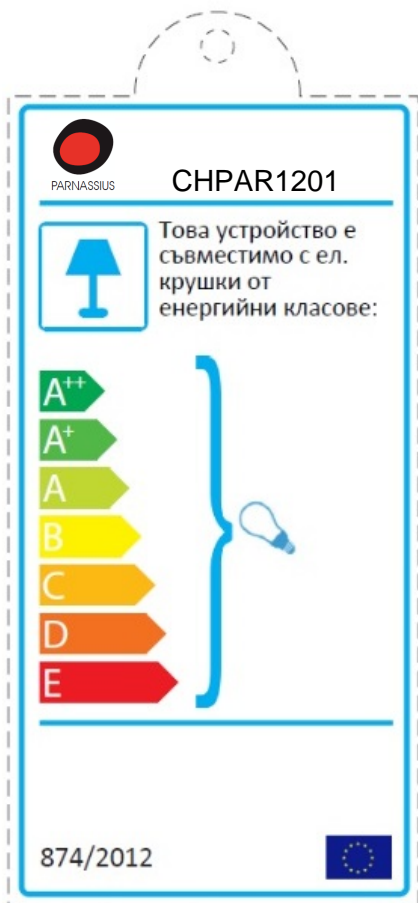 PARNASSIUS
CHPAR1201
Това устройство е
съвместимо с ел.
крушки от
енергийни класове:
A++
A+
A
B
C
D
E
874/2012